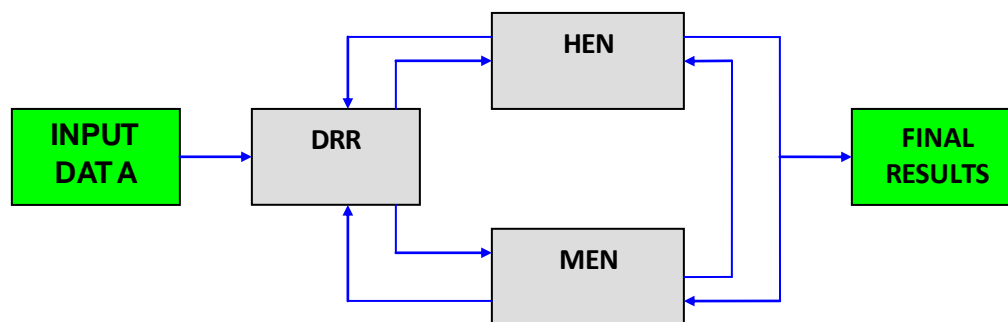 HEN
INPUT
DAT A
DRR
FINAL
RESULTS
MEN